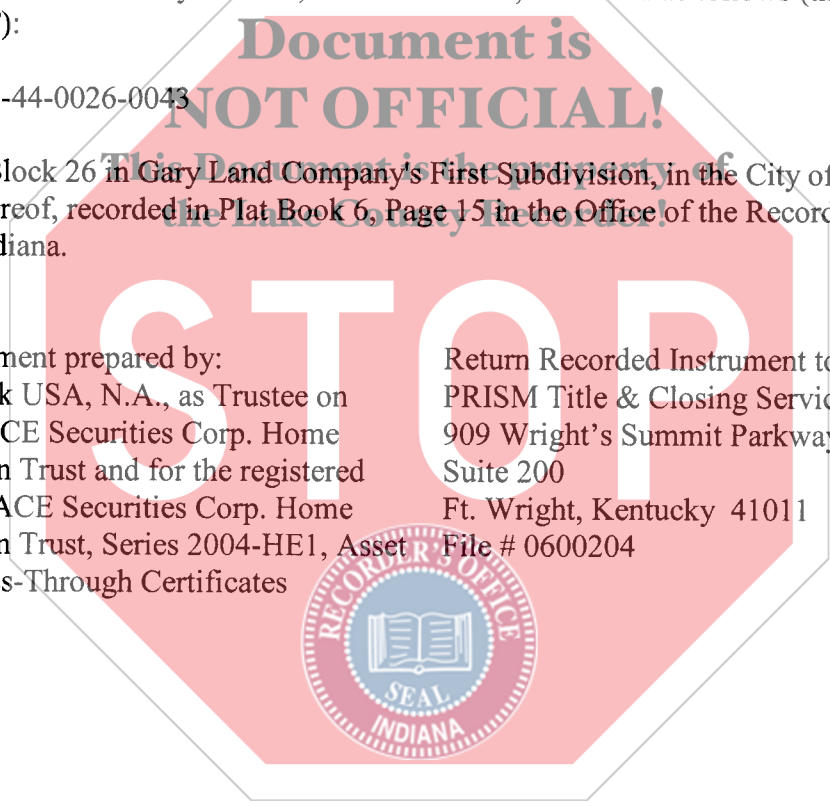 ):
Document is
-44-0026-0043
NOT OFFICIAL!
lock 26 in Gary Land Company's First Subdivision, in the City of
This Document is the property of
reof, recorded in Plat Book 6, Page 15 in the Office of the Record
the Lake County Recorder!
diana.
STOP
ment prepared by:
k USA, N.A., as Trustee on
CE Securities Corp. Home
n Trust and for the registered
ACE Securities Corp. Home
n Trust, Series 2004-HE1, Asset
s-Through Certificates
Return Recorded Instrument to
PRISM Title & Closing Servic
909 Wright's Summit Parkway
Suite 200
Ft. Wright, Kentucky 41011
File # 0600204
RECORDER'S OFFICE
SEAL
INDIANA